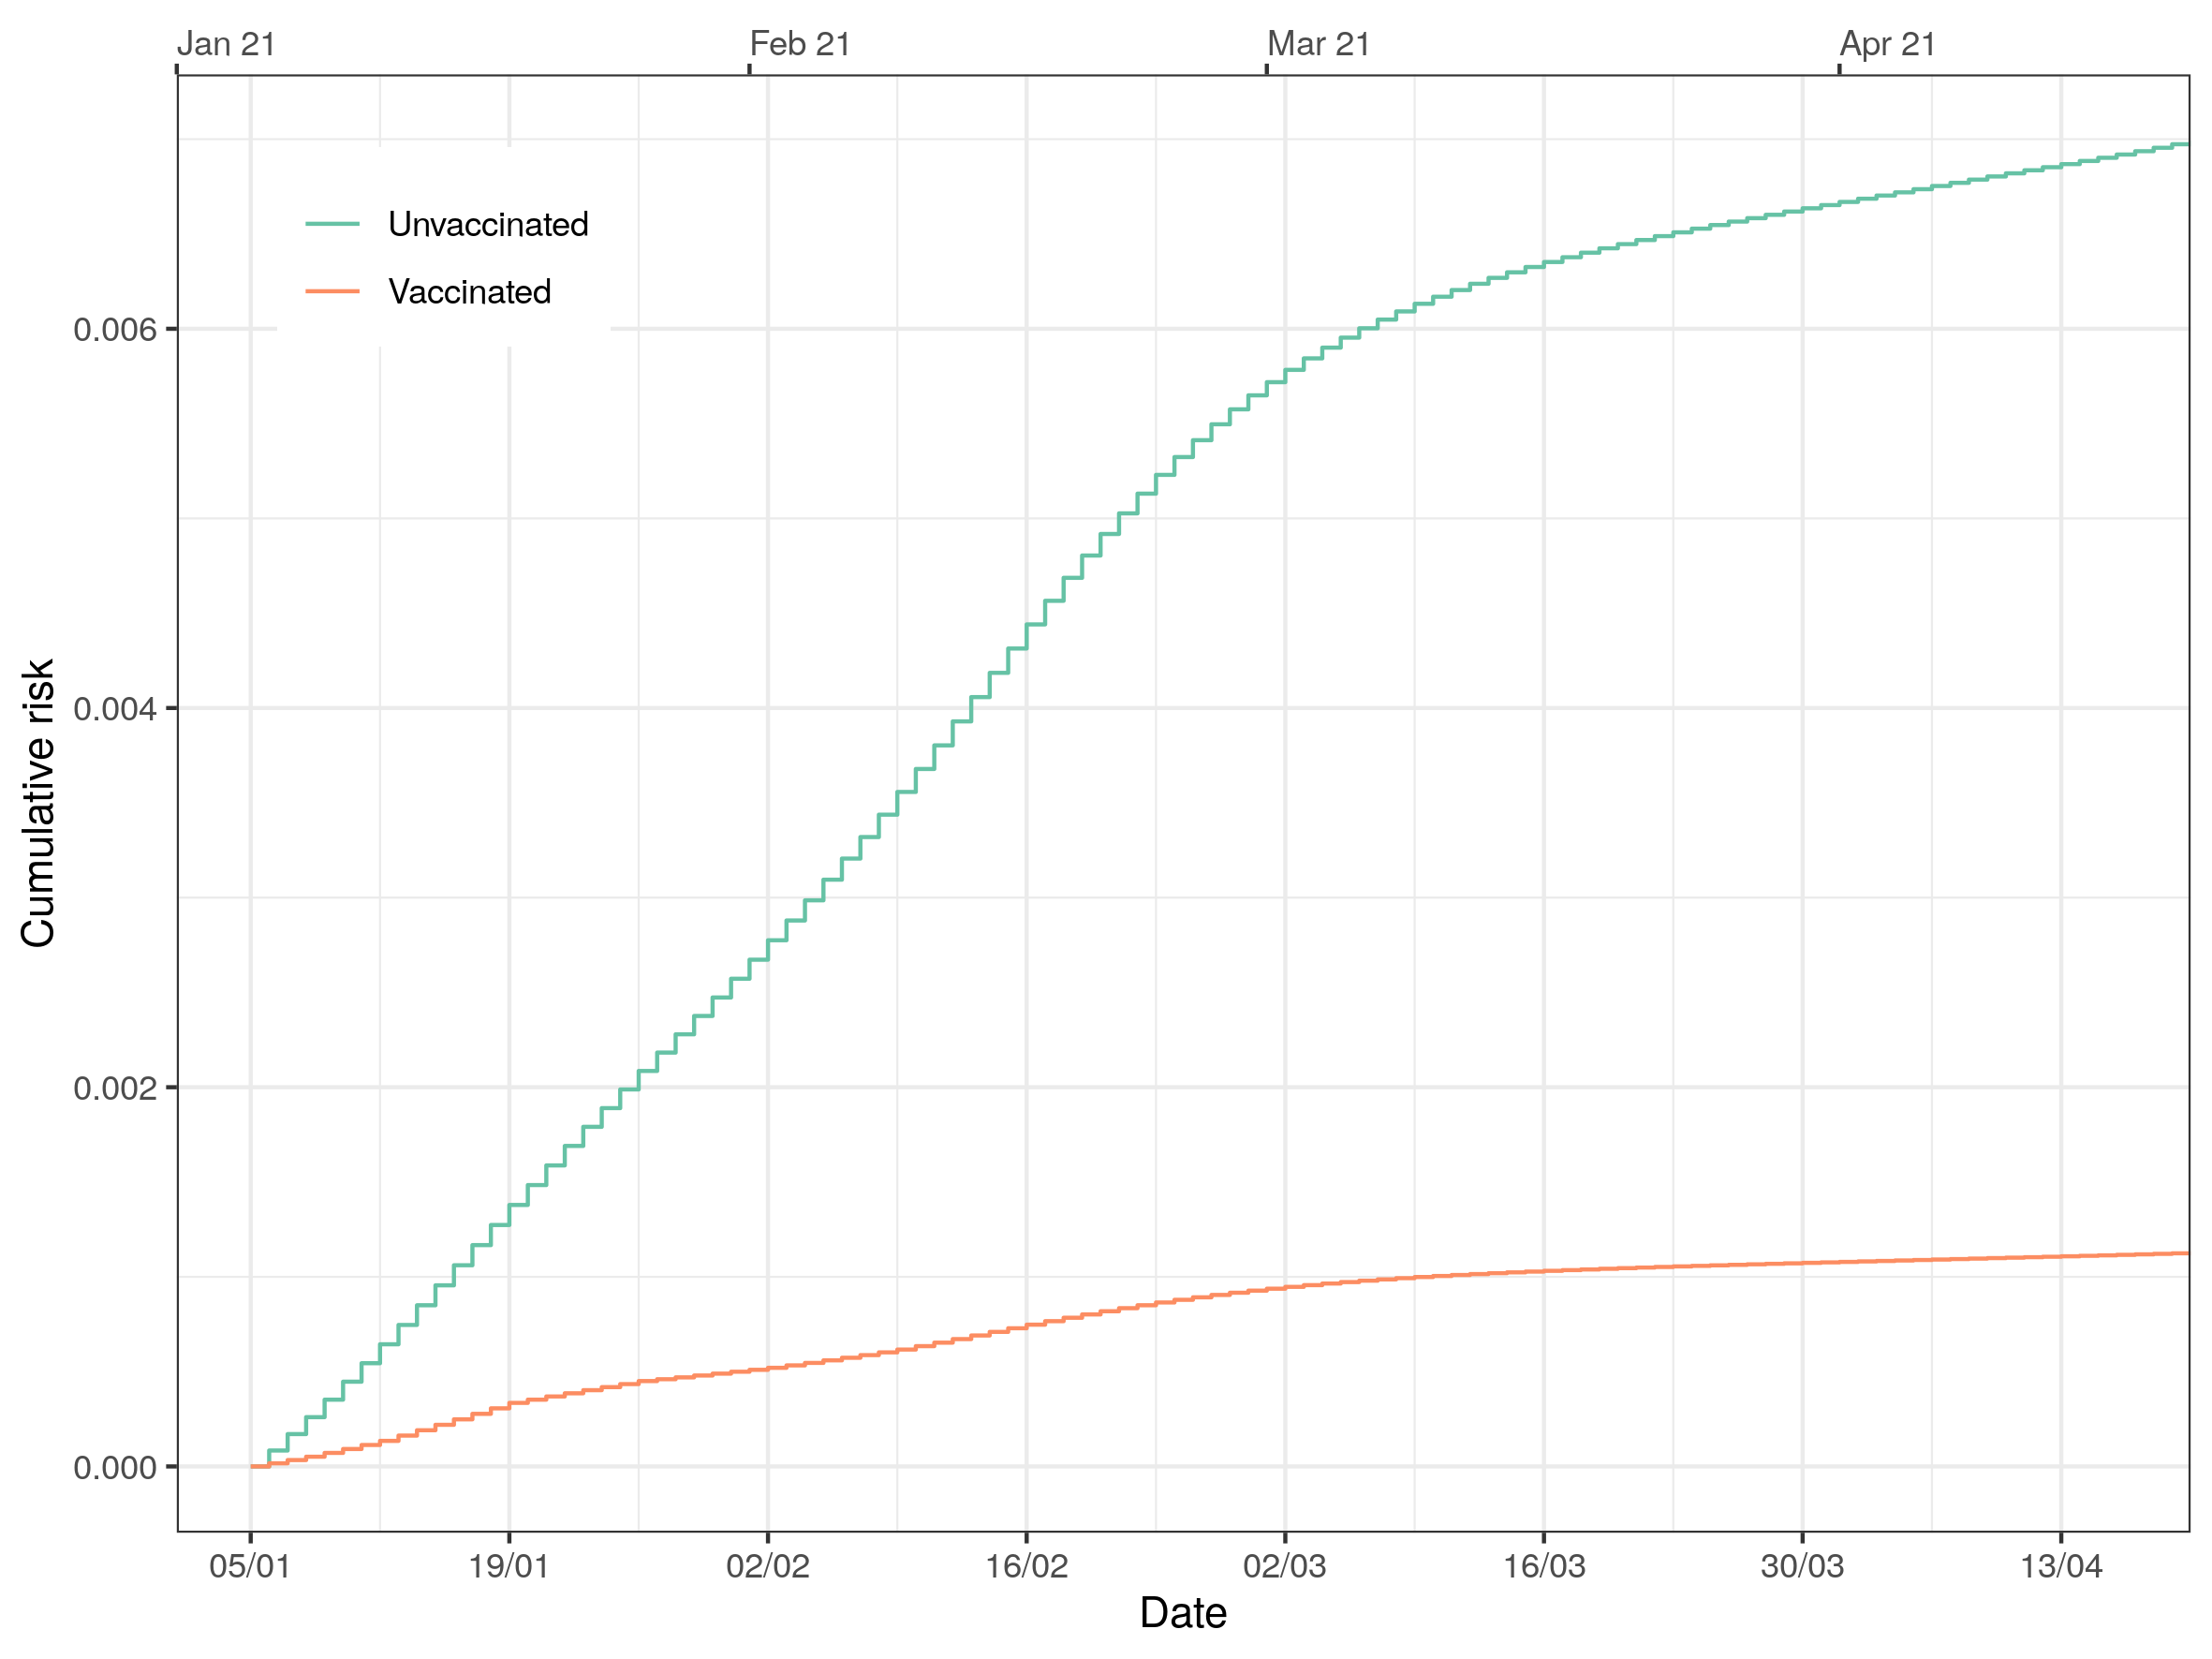 Jan 21 Feb 21 Mar 21 Apr 21
Unvaccinated
Vaccinated
0.006
0.004
0.002
0.000
Cumulative risk
05/01 19/01 02/02 16/02 02/03 16/03 30/03 13/04
Date